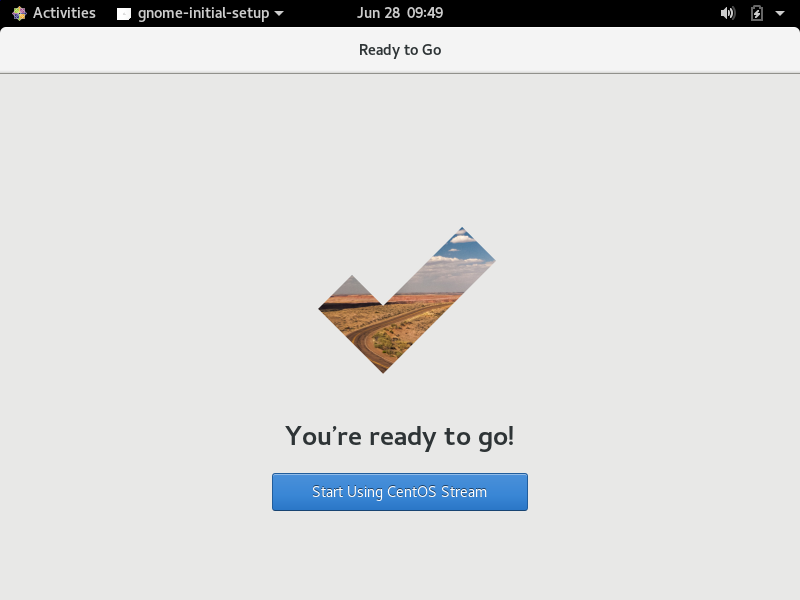 Activities gnome-initial-setup Jun 28 09:49
Ready to Go
You’re ready to go!
Start Using CentOS Stream